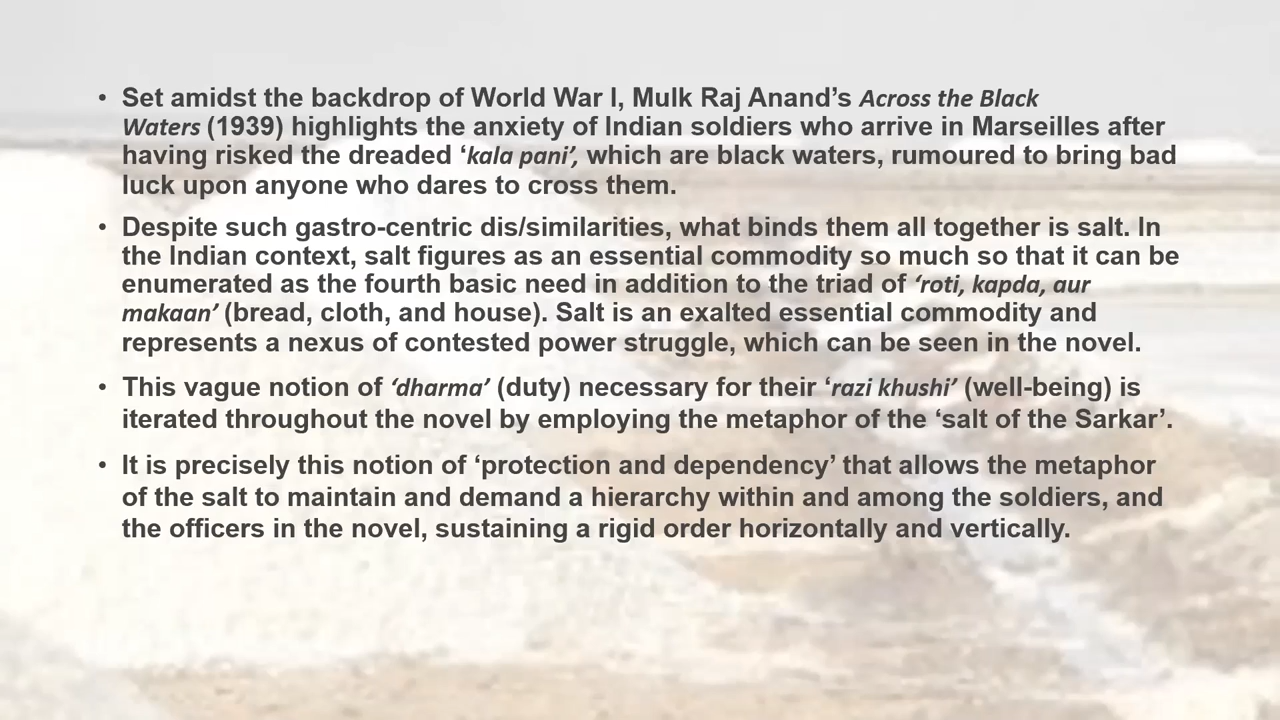 • Set amidst the backdrop of World War I, Mulk Raj Anand’s Across the Black
Waters (1939) highlights the anxiety of Indian soldiers who arrive in Marseilles after
having risked the dreaded ‘kala pani’, which are black waters, rumoured to bring bad
luck upon anyone who dares to cross them.
• Despite such gastro-centric dis/similarities, what binds them all together is salt. In
the Indian context, salt figures as an essential commodity so much so that it can be
enumerated as the fourth basic need in addition to the triad of ‘roti, kapda, aur
makaan’ (bread, cloth, and house). Salt is an exalted essential commodity and
represents a nexus of contested power struggle, which can be seen in the novel.
• This vague notion of ‘dharma’ (duty) necessary for their ‘razi khushi’ (well-being) is
iterated throughout the novel by employing the metaphor of the ‘salt of the Sarkar’.
• It is precisely this notion of ‘protection and dependency’ that allows the metaphor
of the salt to maintain and demand a hierarchy within and among the soldiers, and
the officers in the novel, sustaining a rigid order horizontally and vertically.